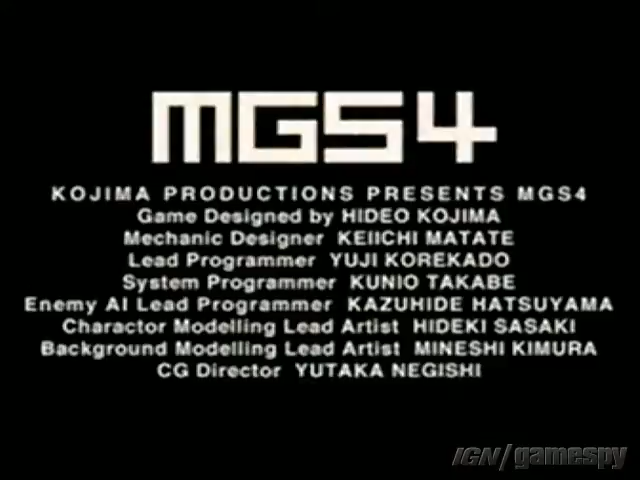 MGS4
KOJIMA PRODUCTIONS PRESENTS MGS4
Game Designed by HIDEO KOJIMA
Mechanic Designer KEIICHI MATATE
Lead Programmer YUJI KOREKADO
System Programmer KUNIO TAKABE
Enemy AI Lead Programmer KAZUHIDE HATSUYAMA
Charactor Modelling Lead Artist HIDEKI SASAKI
Background Modelling Lead Artist MINESHI KIMURA
CG Director YUTAKA NEGISHI
IGN/gamespy